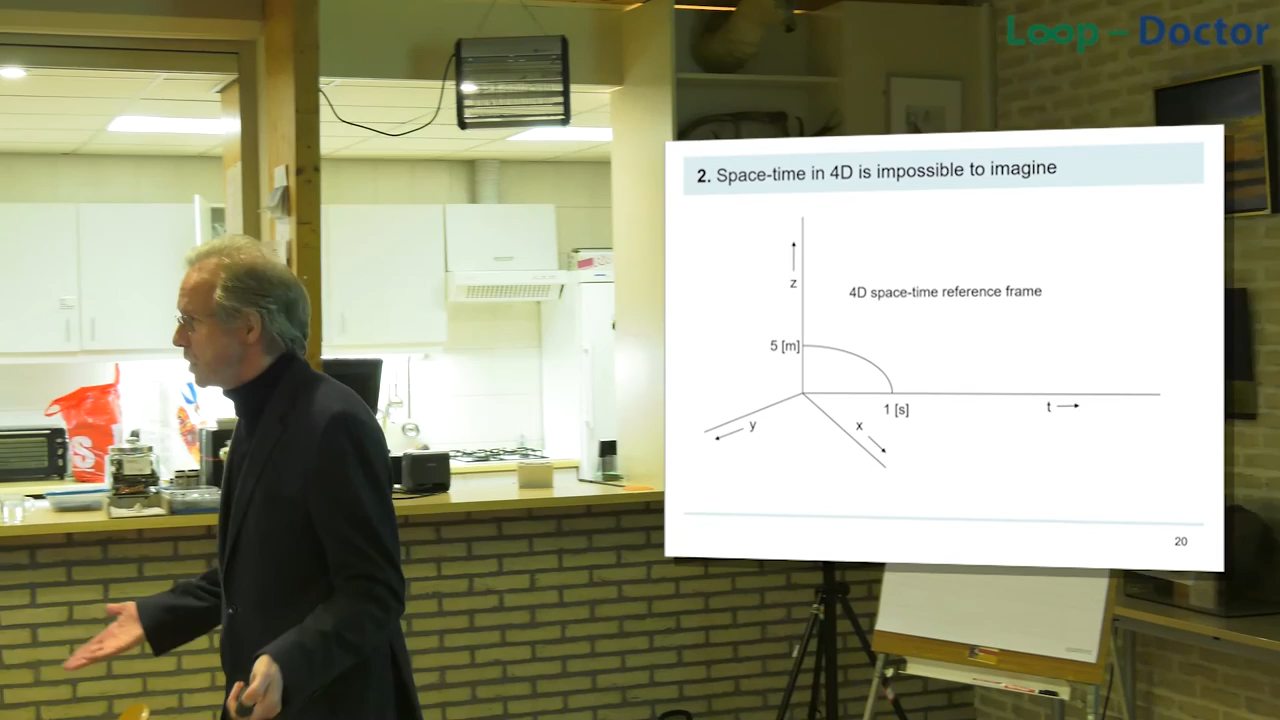 Loop - Doctor
2. Space-time in 4D is impossible to imagine
z
4D space-time reference frame
5 [m]
1 [s]
t
y
x
20
S